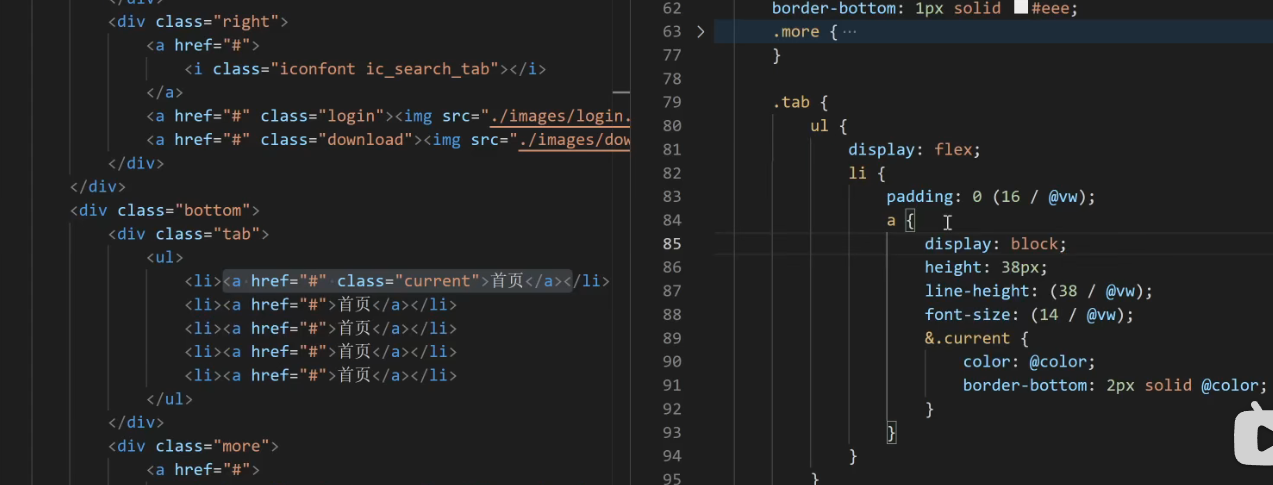 </div>
<div class="right">
<a href="#">
<i class="iconfont ic_search_tab"></i>
</a>
<a href="#" class="login"><img src="./images/login.
<a href="#" class="download"><img src="./images/dow
</div>
</div>
<div class="bottom">
<div class="tab">
<ul>
<li><a href="#" class="current">首页</a></li>
<li><a href="#">首页</a></li>
<li><a href="#">首页</a></li>
<li><a href="#">首页</a></li>
<li><a href="#">首页</a></li>
</ul>
</div>
<div class="more">
<a href="#">
62 border-bottom: 1px solid #eee;
63 .more { ···
77 }
78
79 .tab {
80 ul {
81 display: flex;
82 li {
83 padding: 0 (16 / @vw);
84 a {
85 display: block;
86 height: 38px;
87 line-height: (38 / @vw);
88 font-size: (14 / @vw);
89 &.current {
90 color: @color;
91 border-bottom: 2px solid @color;
92 }
93 }
94 }
95 }